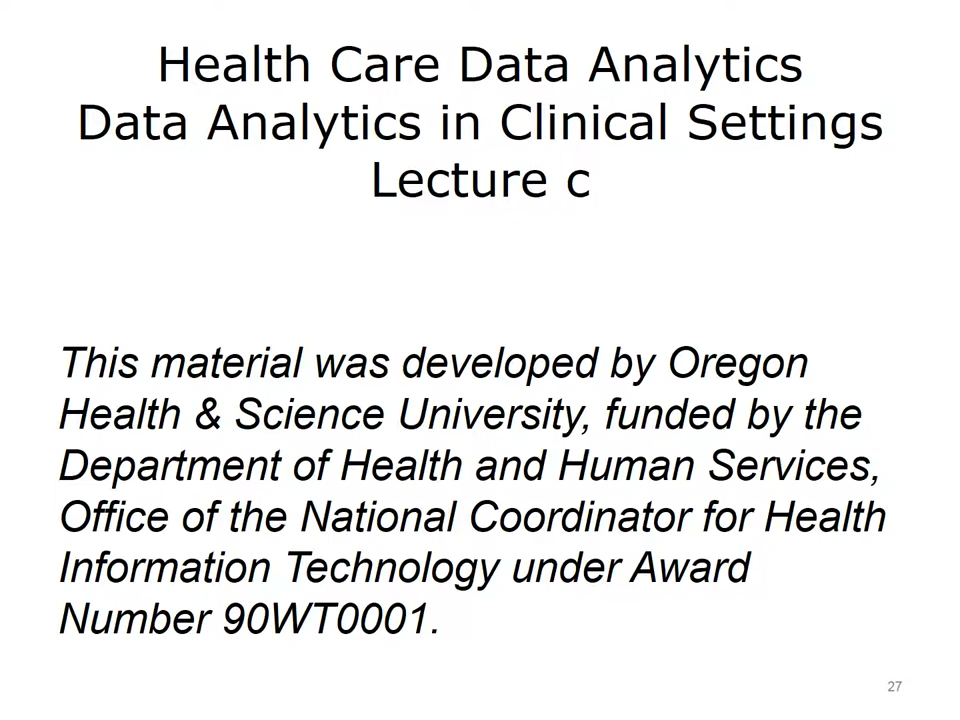 Health Care Data Analytics
Data Analytics in Clinical Settings
Lecture c
This material was developed by Oregon
Health & Science University, funded by the
Department of Health and Human Services,
Office of the National Coordinator for Health
Information Technology under Award
Number 90WT0001.
27